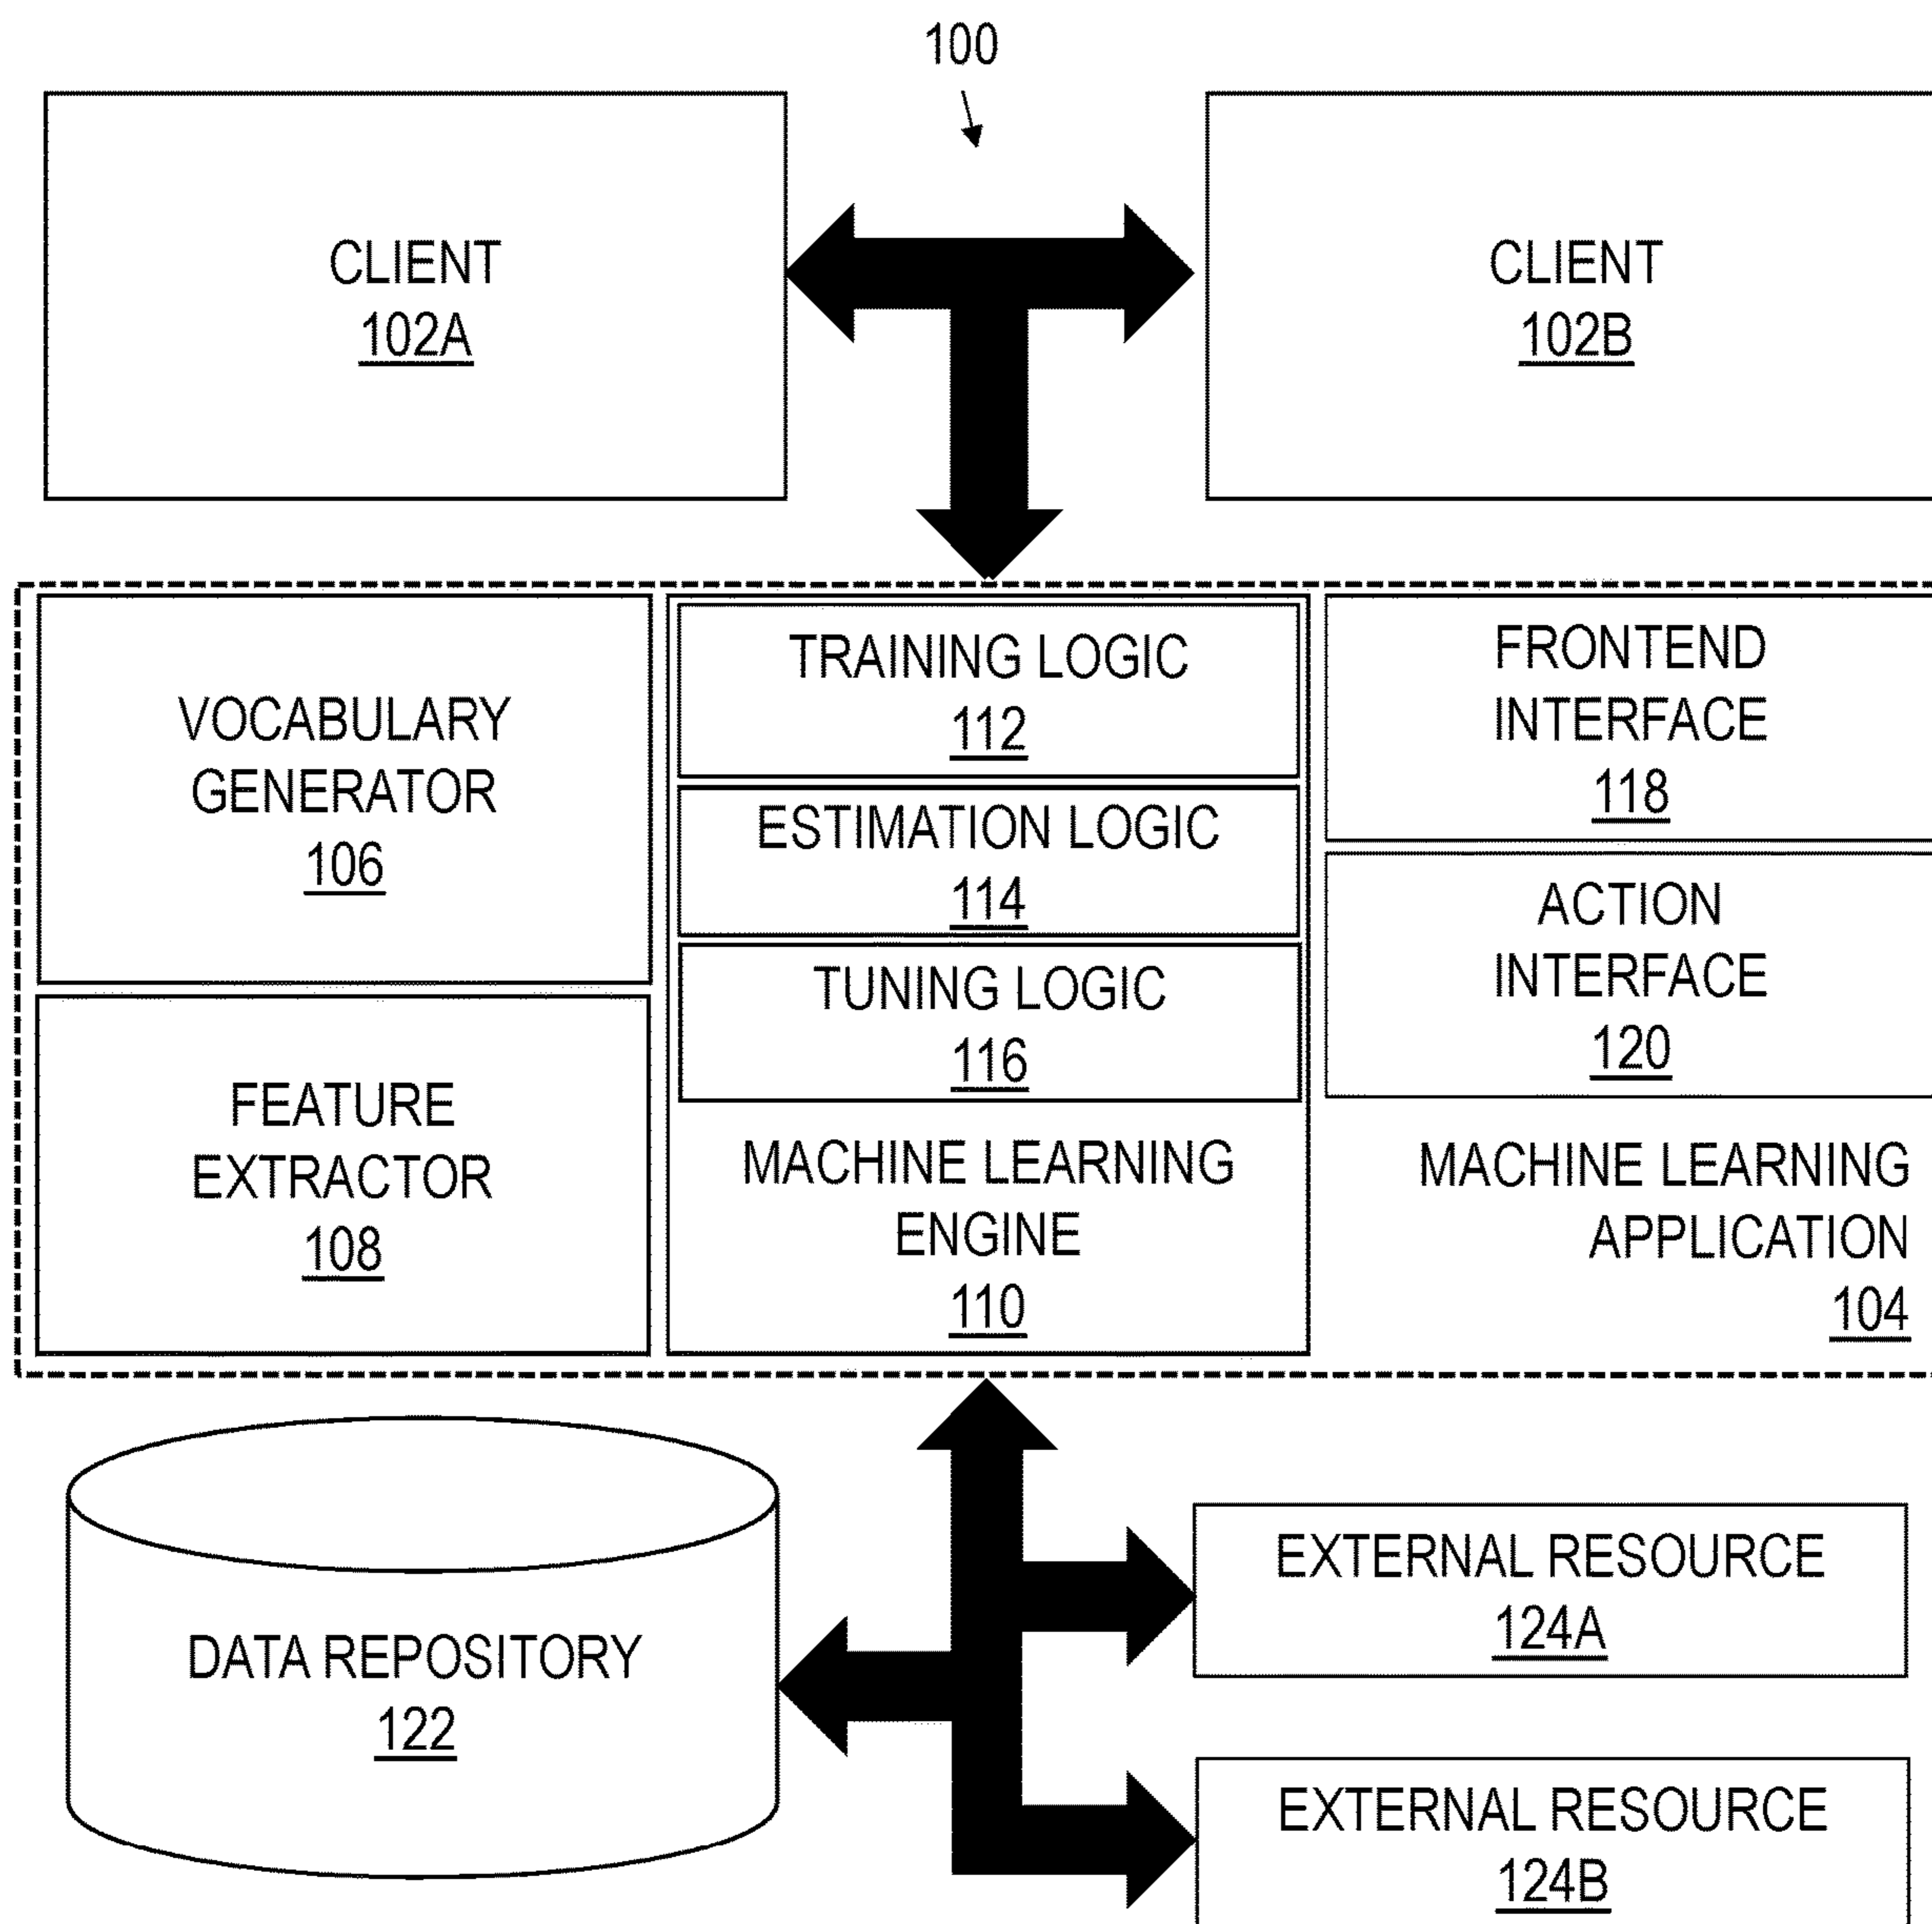 100
CLIENT
102A
CLIENT
102B
VOCABULARY
GENERATOR
106
FEATURE
EXTRACTOR
108
TRAINING LOGIC
112
ESTIMATION LOGIC
114
TUNING LOGIC
116
MACHINE LEARNING
ENGINE
110
FRONTEND
INTERFACE
118
ACTION
INTERFACE
120
MACHINE LEARNING
APPLICATION
104
DATA REPOSITORY
122
EXTERNAL RESOURCE
124A
EXTERNAL RESOURCE
124B